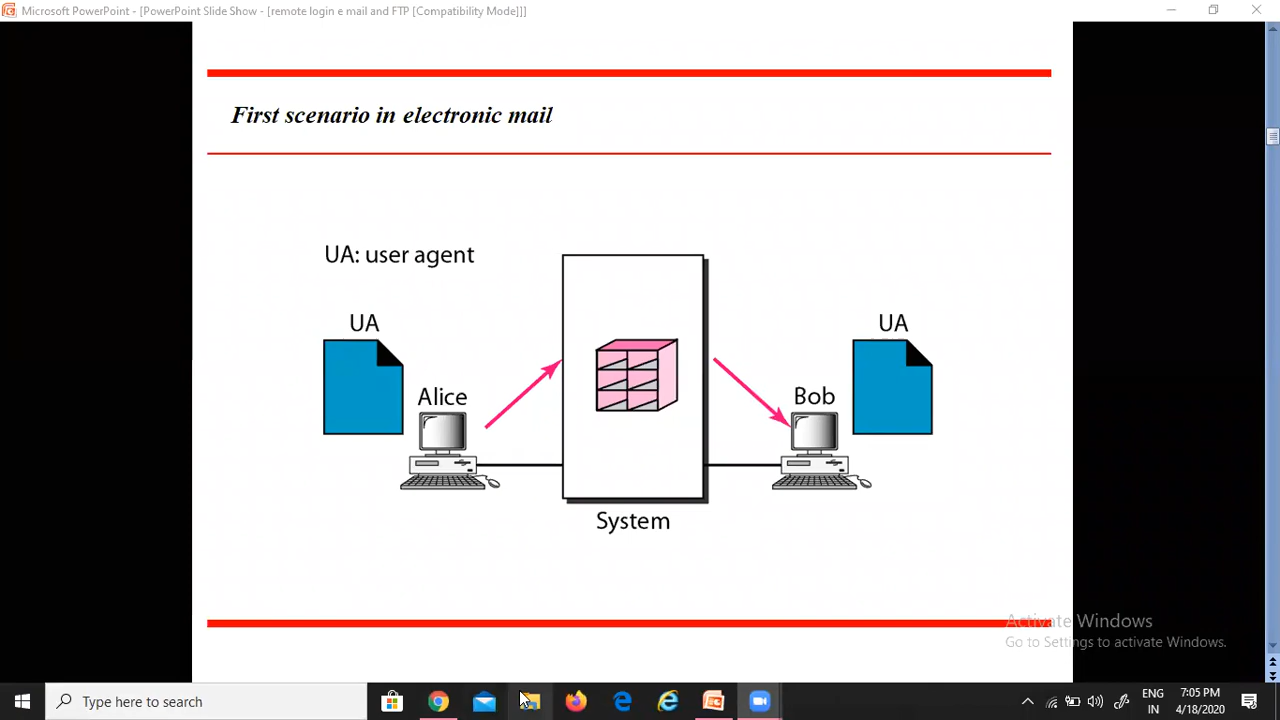 Microsoft PowerPoint - [PowerPoint Slide Show - [remote login e mail and FTP [Compatibility Mode]]]
First scenario in electronic mail
UA: user agent
UA
UA
Alice
Bob
System
Activate Windows
Go to Settings to activate Windows.
Type here to search
ENG
IN
7:05 PM
4/18/2020